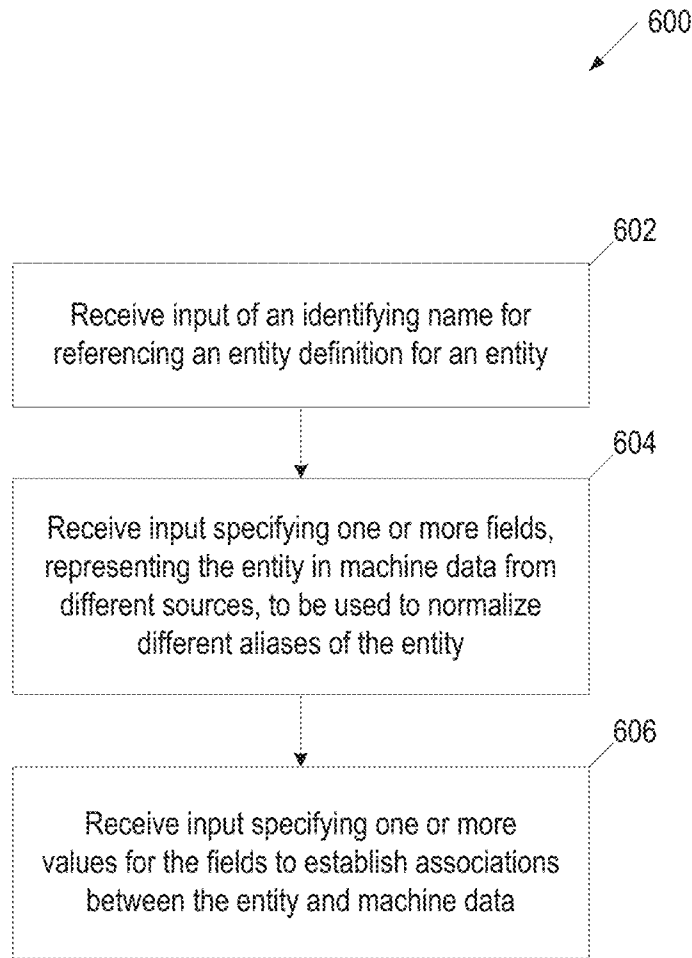 600
602
Receive input of an identifying name for
referencing an entity definition for an entity
604
Receive input specifying one or more fields,
representing the entity in machine data from
different sources, to be used to normalize
different aliases of the entity
606
Receive input specifying one or more
values for the fields to establish associations
between the entity and machine data